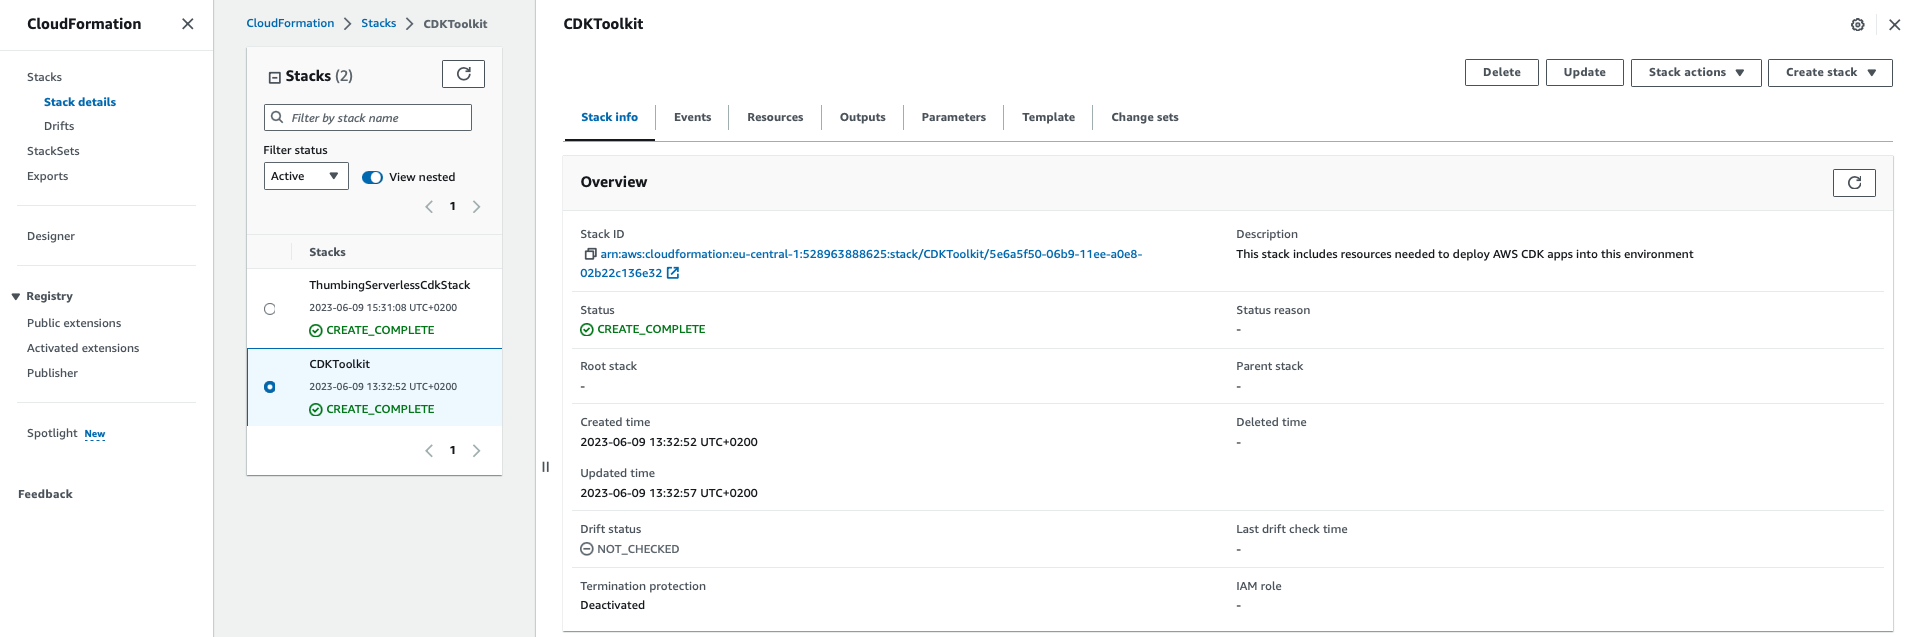 CloudFormation
Stacks
Stack details
Drifts
StackSets
Exports
Designer
Registry
Public extensions
Activated extensions
Publisher
Spotlight New
Feedback
CloudFormation Stacks CDKToolkit
Stacks (2)
Filter by stack name
Filter status
Active View nested
1
Stacks
ThumbingServerlessCdkStack
2023-06-09 15:31:08 UTC+0200
CREATE_COMPLETE
CDKToolkit
2023-06-09 13:32:52 UTC+0200
CREATE_COMPLETE
1
CDKToolkit
Delete Update Stack actions Create stack
Stack info Events Resources Outputs Parameters Template Change sets
Overview
Stack ID
arn:aws:cloudformation:eu-central-1:528963888625:stack/CDKToolkit/5e6a5f50-06b9-11ee-a0e8-
02b22c136e32
Description
This stack includes resources needed to deploy AWS CDK apps into this environment
Status
CREATE_COMPLETE
Status reason
-
Root stack
-
Parent stack
-
Created time
2023-06-09 13:32:52 UTC+0200
Deleted time
-
Updated time
2023-06-09 13:32:57 UTC+0200
Drift status
NOT_CHECKED
Last drift check time
-
Termination protection
Deactivated
IAM role
-